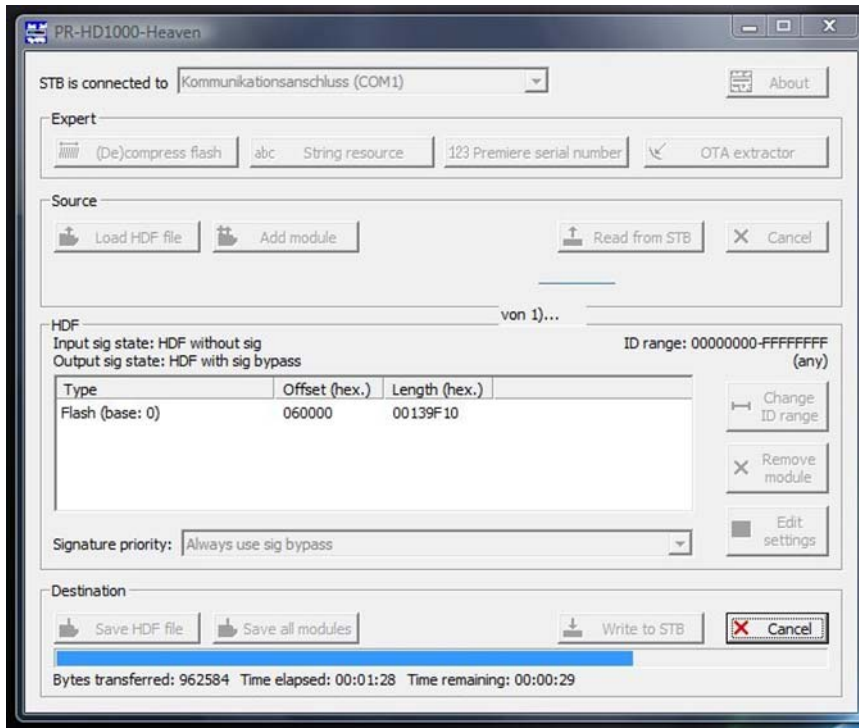 PR-HD1000-Heaven
STB is connected to Kommunikationsanschluss (COM1) About
Expert
(De)compress flash abc String resource 123 Premiere serial number OTA extractor
Source
Load HDF file Add module Read from STB Cancel
von 1)...
HDF
Input sig state: HDF without sig ID range: 00000000-FFFFFFFF
Output sig state: HDF with sig bypass (any)
Type Offset (hex.) Length (hex.)
Flash (base: 0) 060000 00139F10
Change
ID range
Remove
module
Edit
settings
Signature priority: Always use sig bypass
Destination
Save HDF file Save all modules Write to STB Cancel
Bytes transferred: 962584 Time elapsed: 00:01:28 Time remaining: 00:00:29